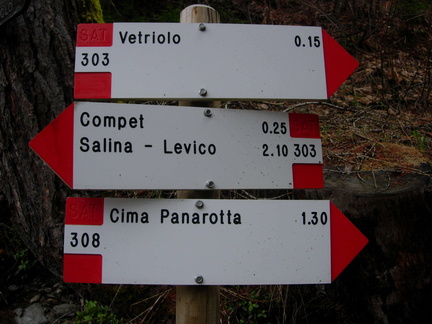 SAT Vetriolo 0.15
303
Compet 0.25
Salina - Levico 2.10 303
SAT Cima Panarotta 1.30
308